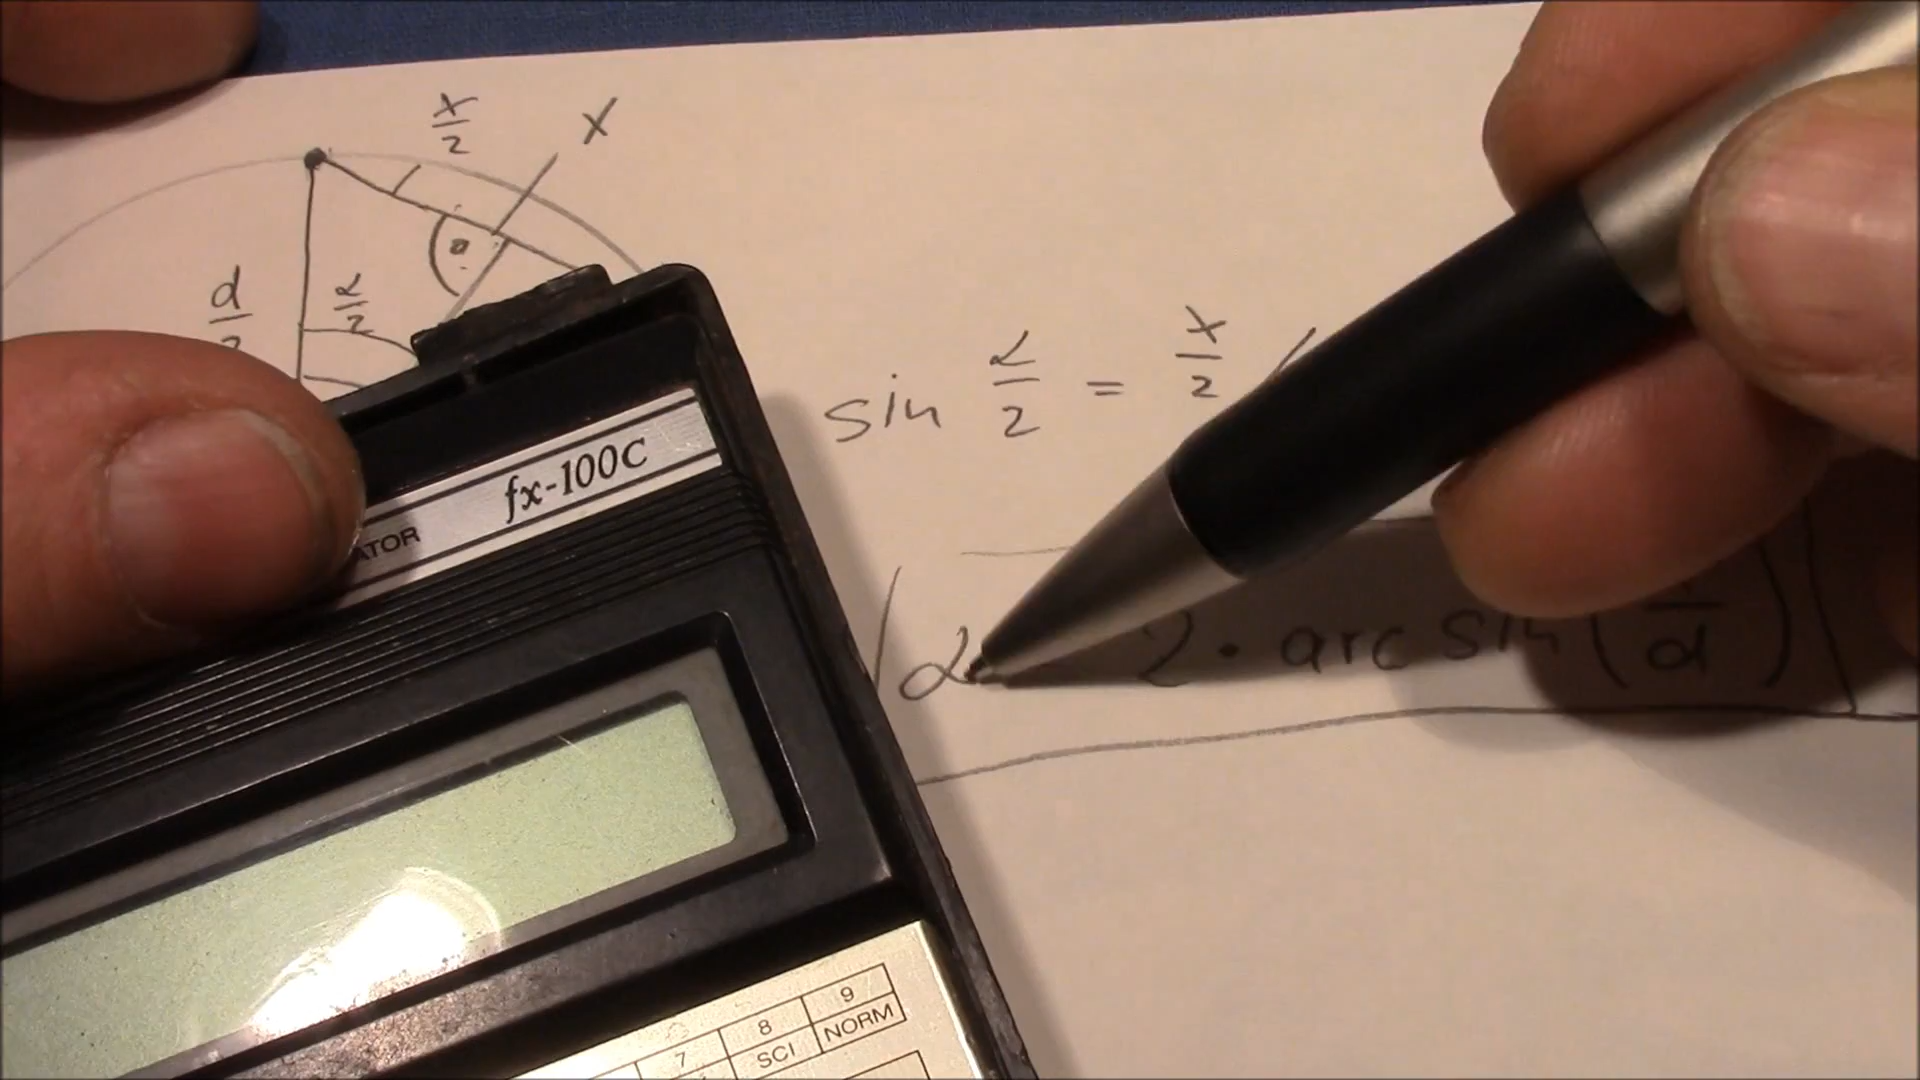 x/2 x
d/2 α/2
sin α/2 = x/2 /
α 2 · arc sin ( x/d )
fx-100C
ATOR
7 8 9
SCI NORM